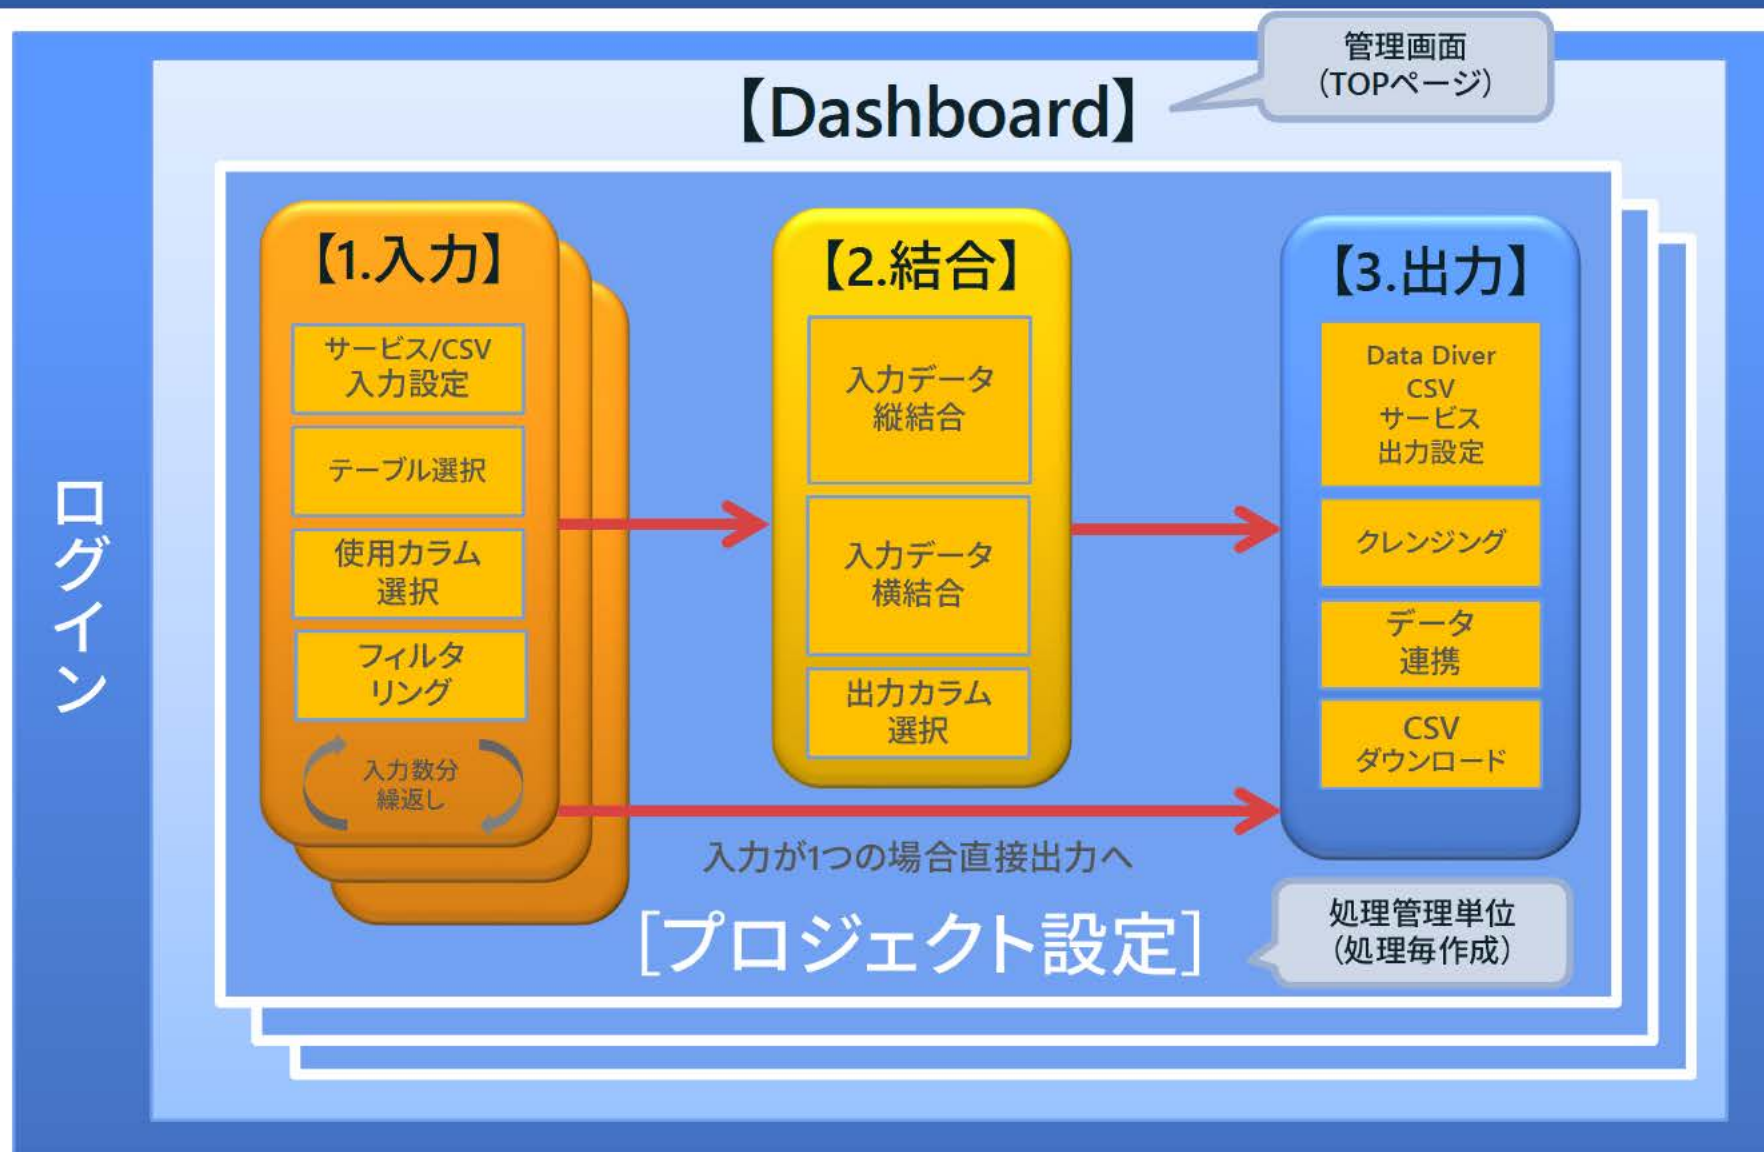 管理画面
（TOPページ）
【Dashboard】
ログイン
【1.入力】
サービス/CSV
入力設定
テーブル選択
使用カラム
選択
フィルタ
リング
入力数分
繰返し
【2.結合】
入力データ
縦結合
入力データ
横結合
出力カラム
選択
【3.出力】
Data Diver
CSV
サービス
出力設定
クレンジング
データ
連携
CSV
ダウンロード
入力が1つの場合直接出力へ
［プロジェクト設定］
処理管理単位
（処理毎作成）